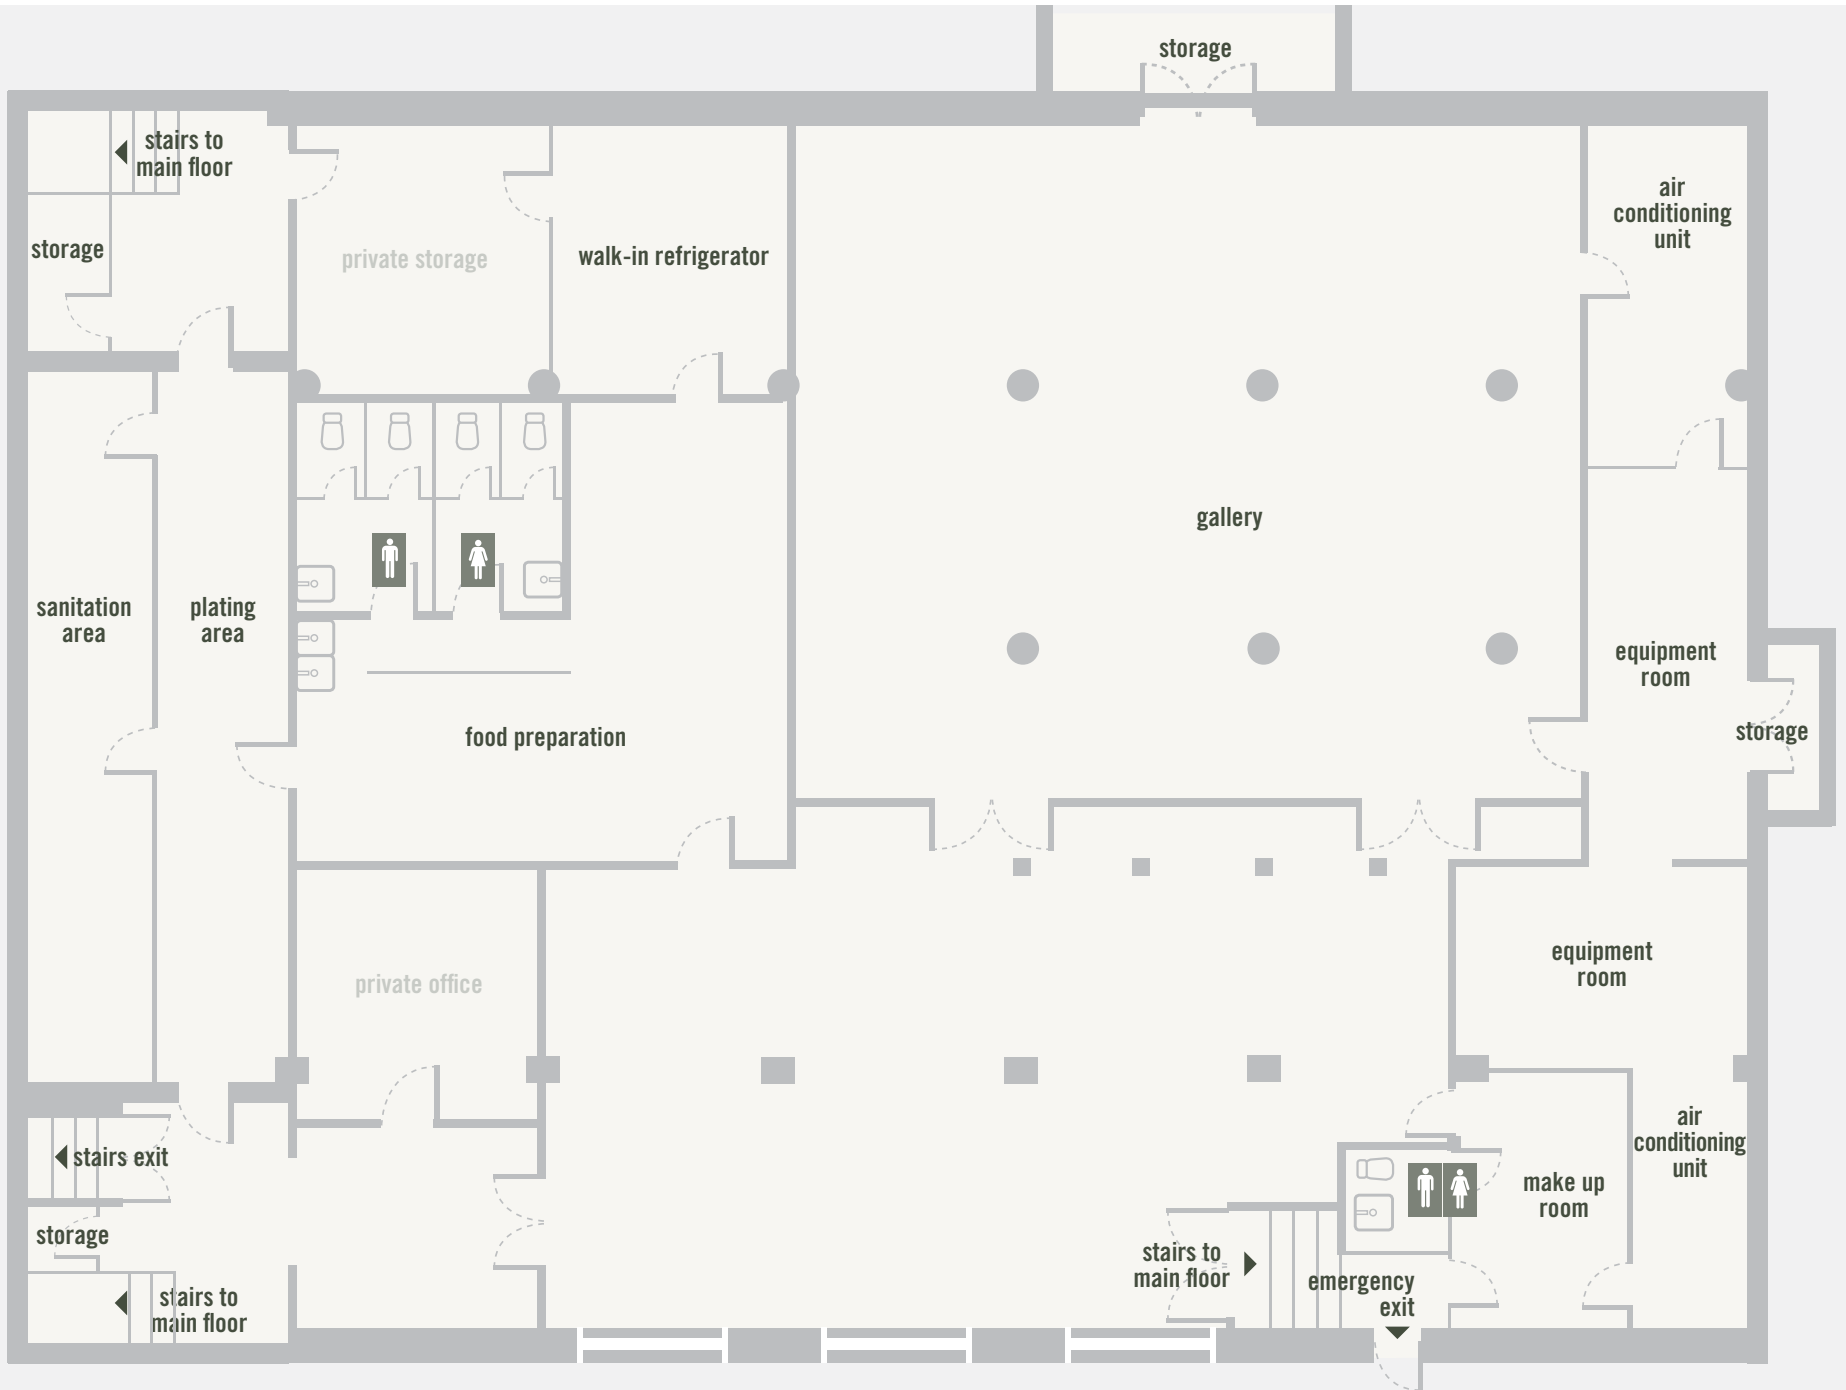 storage
stairs to
main floor
air
conditioning
unit
storage
private storage
walk-in refrigerator
gallery
sanitation
area
plating
area
equipment
room
storage
food preparation
equipment
room
private office
air
conditioning
unit
stairs exit
make up
room
storage
stairs to
main floor
emergency
exit
stairs to
main floor